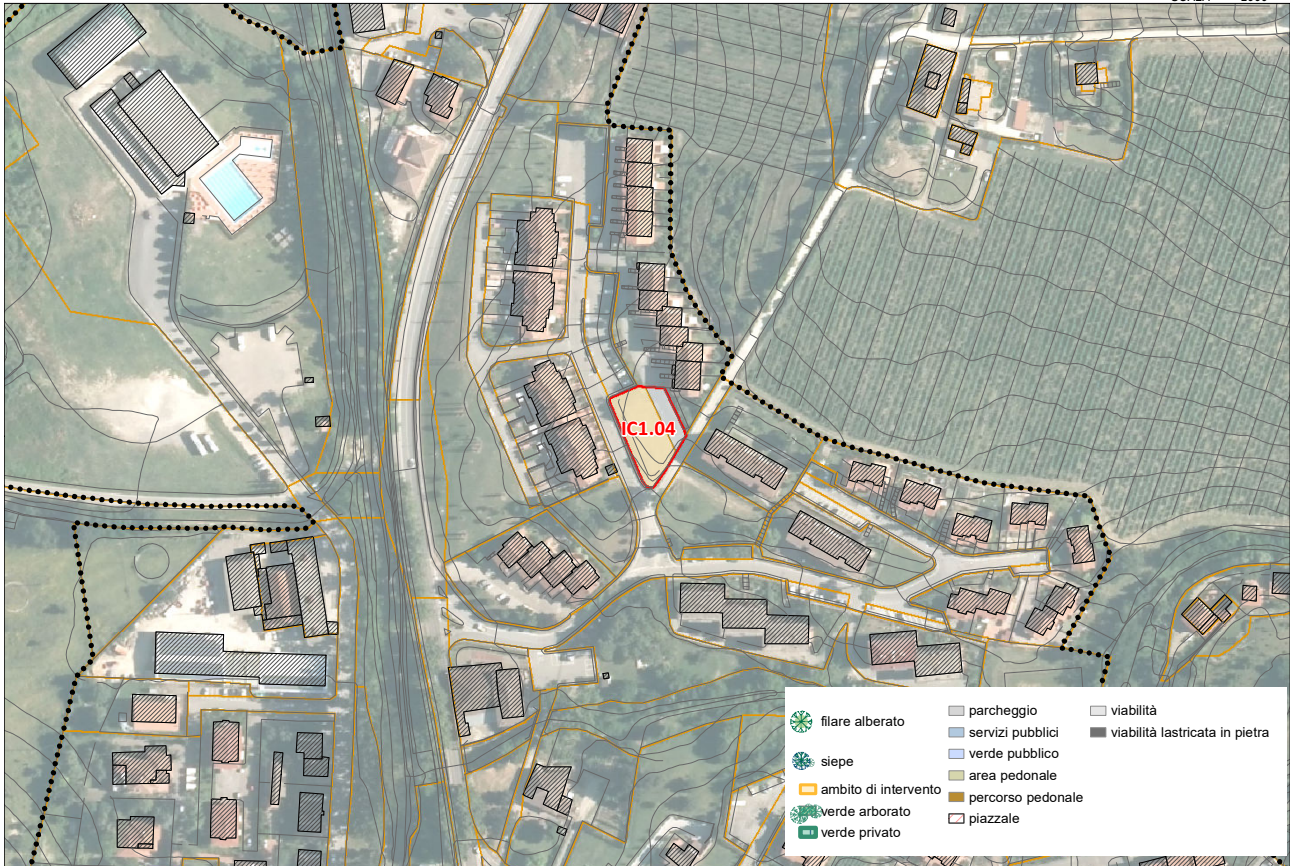 IC1.04
filare alberato
siepe
ambito di intervento
verde arborato
verde privato
parcheggio
servizi pubblici
verde pubblico
area pedonale
percorso pedonale
piazzale
viabilità
viabilità lastricata in pietra